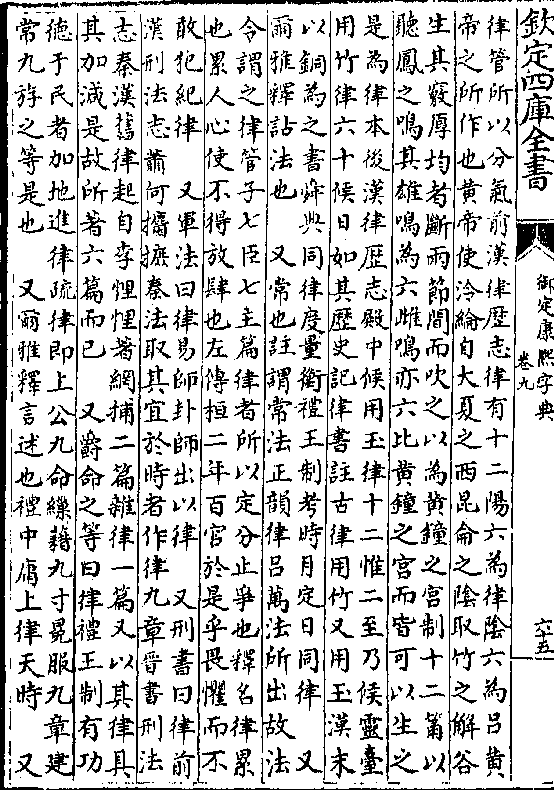 欽定四庫全書
御定康熙字典
卷九
六十五
律管所以分氣前漢律歷志律有十二陽六為律隂六為吕黄
帝之所作也黄帝使泠綸自大夏之西昆侖之隂取竹之解谷
生其竅厚均者斷兩節間而吹之以為黄鐘之宫制十二筩以
聽鳳之鳴其雄鳴為六雌鳴亦六比黄鐘之宫而皆可以生之
是為律本後漢律歷志殿中候用玉律十二惟二至乃候靈臺
用竹律六十候日如其歷史記律書註古律用竹又用玉漢末
以銅為之書舜典同律度量衡禮王制考時月定日同律 又
爾雅釋詁法也 又常也註謂常法正韻律吕萬法所出故法
令謂之律管子七臣七主篇律者所以定分止爭也釋名律累
也累人心使不得放肆也左傳桓二年百官於是乎畏懼而不
敢犯紀律 又軍法曰律易師卦師出以律 又刑書曰律前
漢刑法志蕭何攟摭秦法取其宜於時者作律九章晉書刑法
志秦漢舊律起自李悝悝著網捕二篇雜律一篇又以其律具
其加減是故所著六篇而已 又爵命之等曰律禮王制有功
德于民者加地進律疏律即上公九命繅藉九寸冕服九章建
常九斿之等是也 又爾雅釋言述也禮中庸上律天時 又